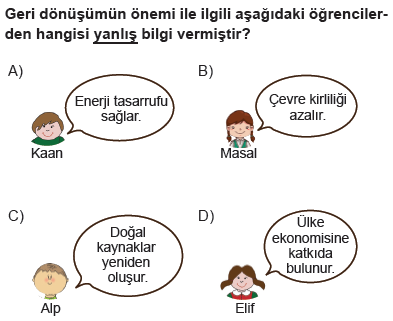 Geri dönüşümün önemi ile ilgili aşağıdaki öğrenciler-
den hangisi yanlış bilgi vermiştir?
A)
Enerji tasarrufu
sağlar.
Kaan
B)
Çevre kirliliği
azalır.
Masal
C)
Doğal
kaynaklar
yeniden
oluşur.
Alp
D)
Ülke
ekonomisine
katkıda
bulunur.
Elif